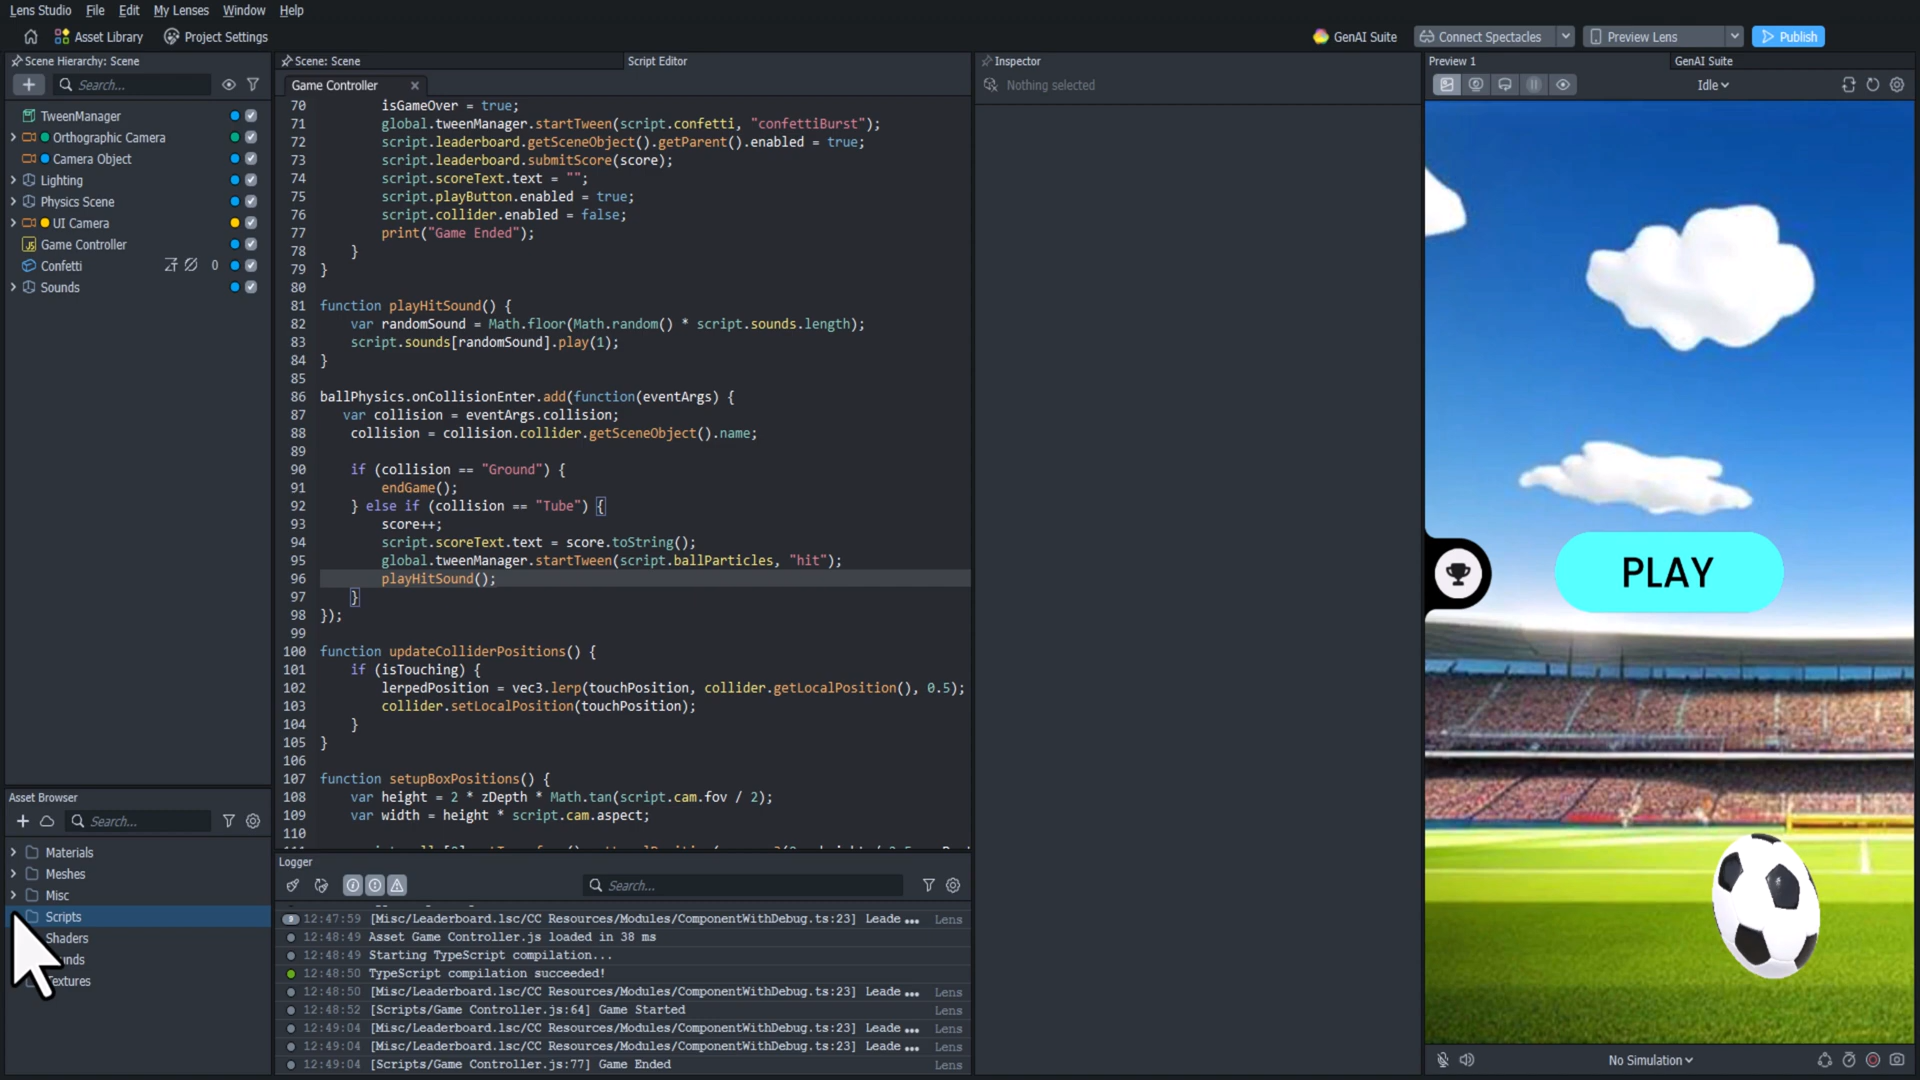 Lens Studio File Edit My Lenses Window Help
Asset Library Project Settings GenAI Suite Connect Spectacles Preview Lens Publish
Scene Hierarchy: Scene
Search...
TweenManager
Orthographic Camera
Camera Object
Lighting
Physics Scene
UI Camera
Game Controller
Confetti 0
Sounds
Asset Browser
Search...
Materials
Meshes
Misc
Scripts
Shaders
Textures
Scene: Scene Script Editor
Game Controller
70 isGameOver = true;
71 global.tweenManager.startTween(script.confetti, "confettiBurst");
72 script.leaderboard.getSceneObject().getParent().enabled = true;
73 script.leaderboard.submitScore(score);
74 script.scoreText.text = "";
75 script.playButton.enabled = true;
76 script.collider.enabled = false;
77 print("Game Ended");
78 }
79 }
80
81 function playHitSound() {
82 var randomSound = Math.floor(Math.random() * script.sounds.length);
83 script.sounds[randomSound].play(1);
84 }
85
86 ballPhysics.onCollisionEnter.add(function(eventArgs) {
87 var collision = eventArgs.collision;
88 collision = collision.collider.getSceneObject().name;
89
90 if (collision == "Ground") {
91 endGame();
92 } else if (collision == "Tube") {
93 score++;
94 script.scoreText.text = score.toString();
95 global.tweenManager.startTween(script.ballParticles, "hit");
96 playHitSound();
97 }
98 });
99
100 function updateColliderPositions() {
101 if (isTouching) {
102 lerpedPosition = vec3.lerp(touchPosition, collider.getLocalPosition(), 0.5);
103 collider.setLocalPosition(touchPosition);
104 }
105 }
106
107 function setupBoxPositions() {
108 var height = 2 * zDepth * Math.tan(script.cam.fov / 2);
109 var width = height * script.cam.aspect;
110
Logger
Search...
12:47:59 [Misc/Leaderboard.lsc/CC Resources/Modules/ComponentWithDebug.ts:23] Leade ... Lens
12:48:49 Asset Game Controller.js loaded in 38 ms
12:48:49 Starting TypeScript compilation...
12:48:50 TypeScript compilation succeeded!
12:48:50 [Misc/Leaderboard.lsc/CC Resources/Modules/ComponentWithDebug.ts:23] Leade ... Lens
12:48:52 [Scripts/Game Controller.js:64] Game Started Lens
12:49:04 [Misc/Leaderboard.lsc/CC Resources/Modules/ComponentWithDebug.ts:23] Leade ... Lens
12:49:04 [Misc/Leaderboard.lsc/CC Resources/Modules/ComponentWithDebug.ts:23] Leade ... Lens
12:49:04 [Scripts/Game Controller.js:77] Game Ended Lens
Inspector
Nothing selected
Preview 1 GenAI Suite
Idle
PLAY
No Simulation